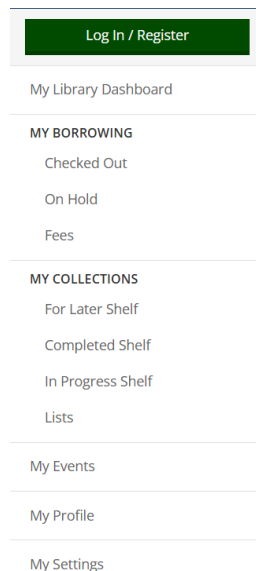 Log In / Register
My Library Dashboard
MY BORROWING
Checked Out
On Hold
Fees
MY COLLECTIONS
For Later Shelf
Completed Shelf
In Progress Shelf
Lists
My Events
My Profile
My Settings